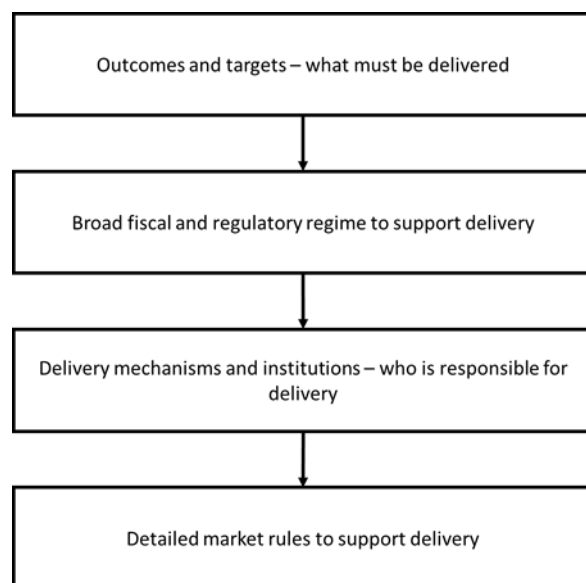 Outcomes and targets – what must be delivered
Broad fiscal and regulatory regime to support delivery
Delivery mechanisms and institutions – who is responsible for
delivery
Detailed market rules to support delivery